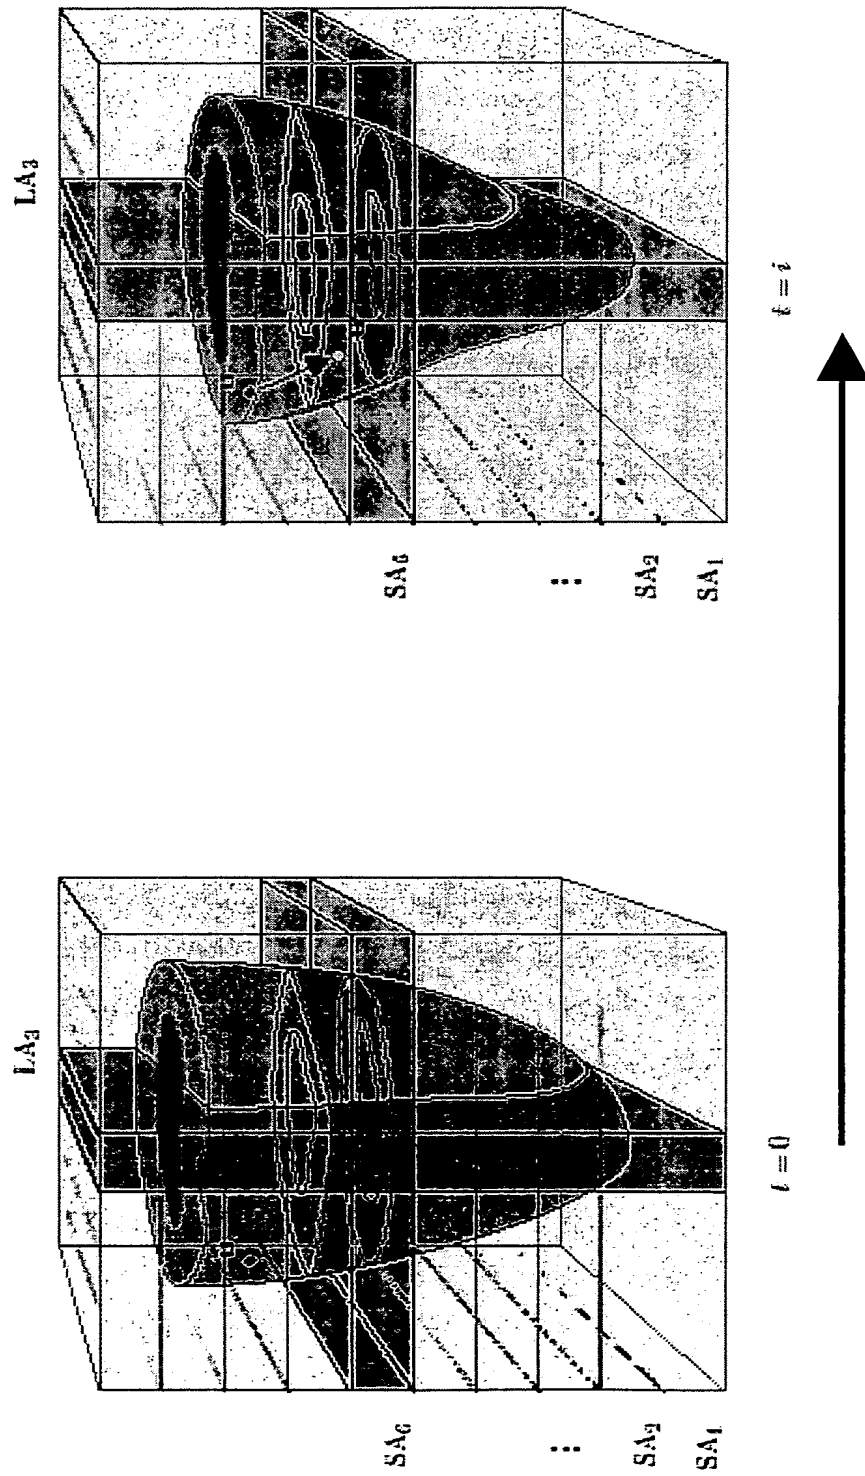 LA3
SA6
⋮
SA2
SA1
t = i
LA3
SA6
⋮
SA2
SA1
t = 0